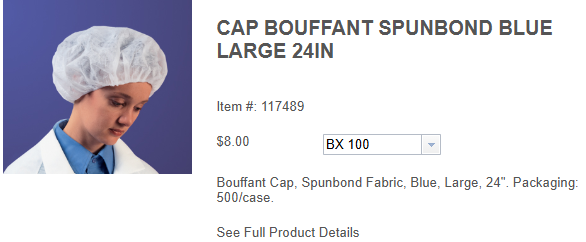 CAP BOUFFANT SPUNBOND BLUE
LARGE 24IN
Item #: 117489
$8.00
BX 100
Bouffant Cap, Spunbond Fabric, Blue, Large, 24". Packaging:
500/case.
See Full Product Details